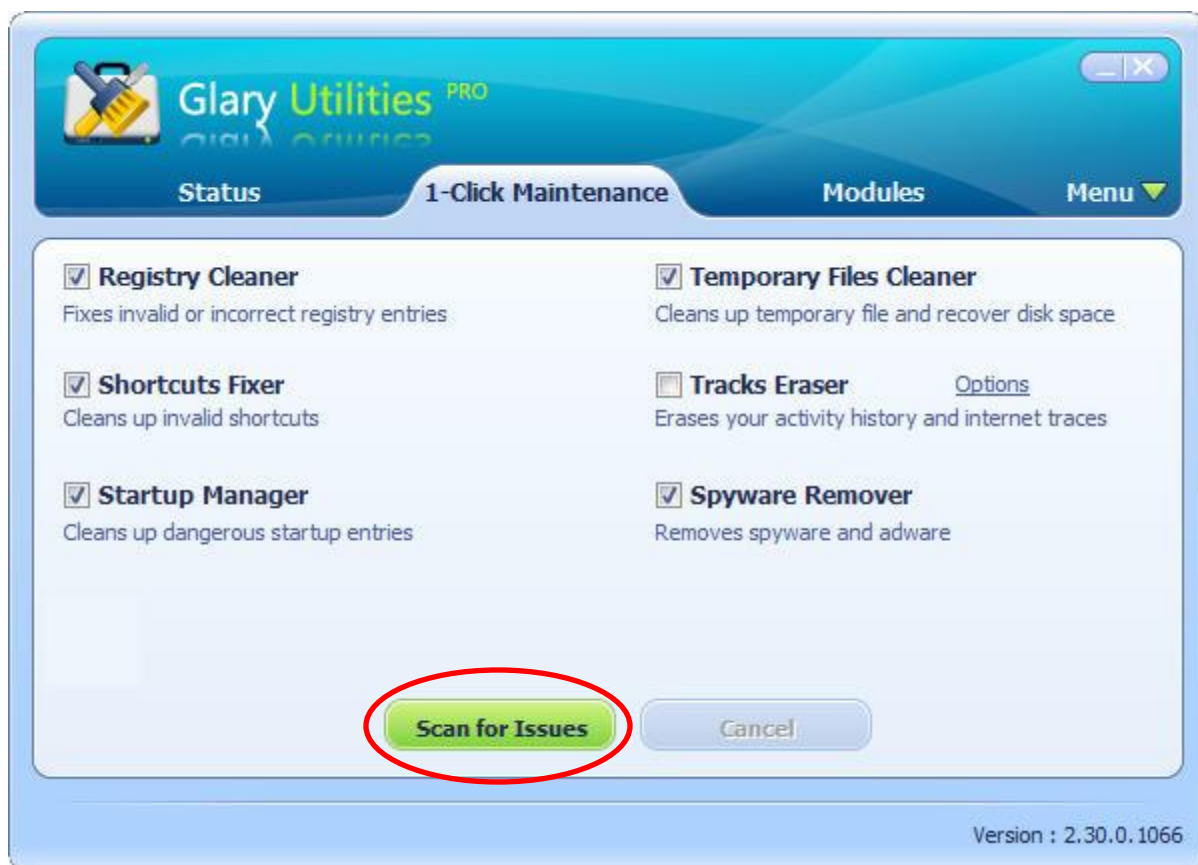 Glary Utilities PRO
Status 1-Click Maintenance Modules Menu
Registry Cleaner
Fixes invalid or incorrect registry entries
Temporary Files Cleaner
Cleans up temporary file and recover disk space
Shortcuts Fixer
Cleans up invalid shortcuts
Tracks Eraser Options
Erases your activity history and internet traces
Startup Manager
Cleans up dangerous startup entries
Spyware Remover
Removes spyware and adware
Scan for Issues Cancel
Version : 2.30.0.1066